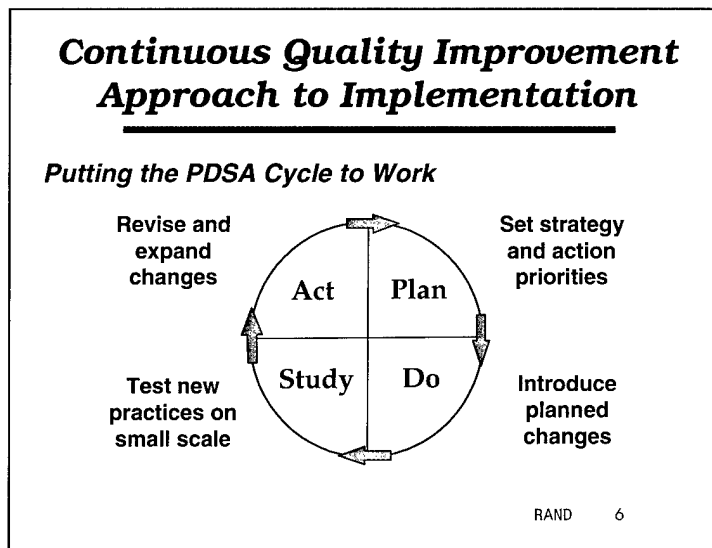 Continuous Quality Improvement
Approach to Implementation
Putting the PDSA Cycle to Work
Revise and
expand
changes
Set strategy
and action
priorities
Act
Plan
Study
Do
Test new
practices on
small scale
Introduce
planned
changes
RAND 6